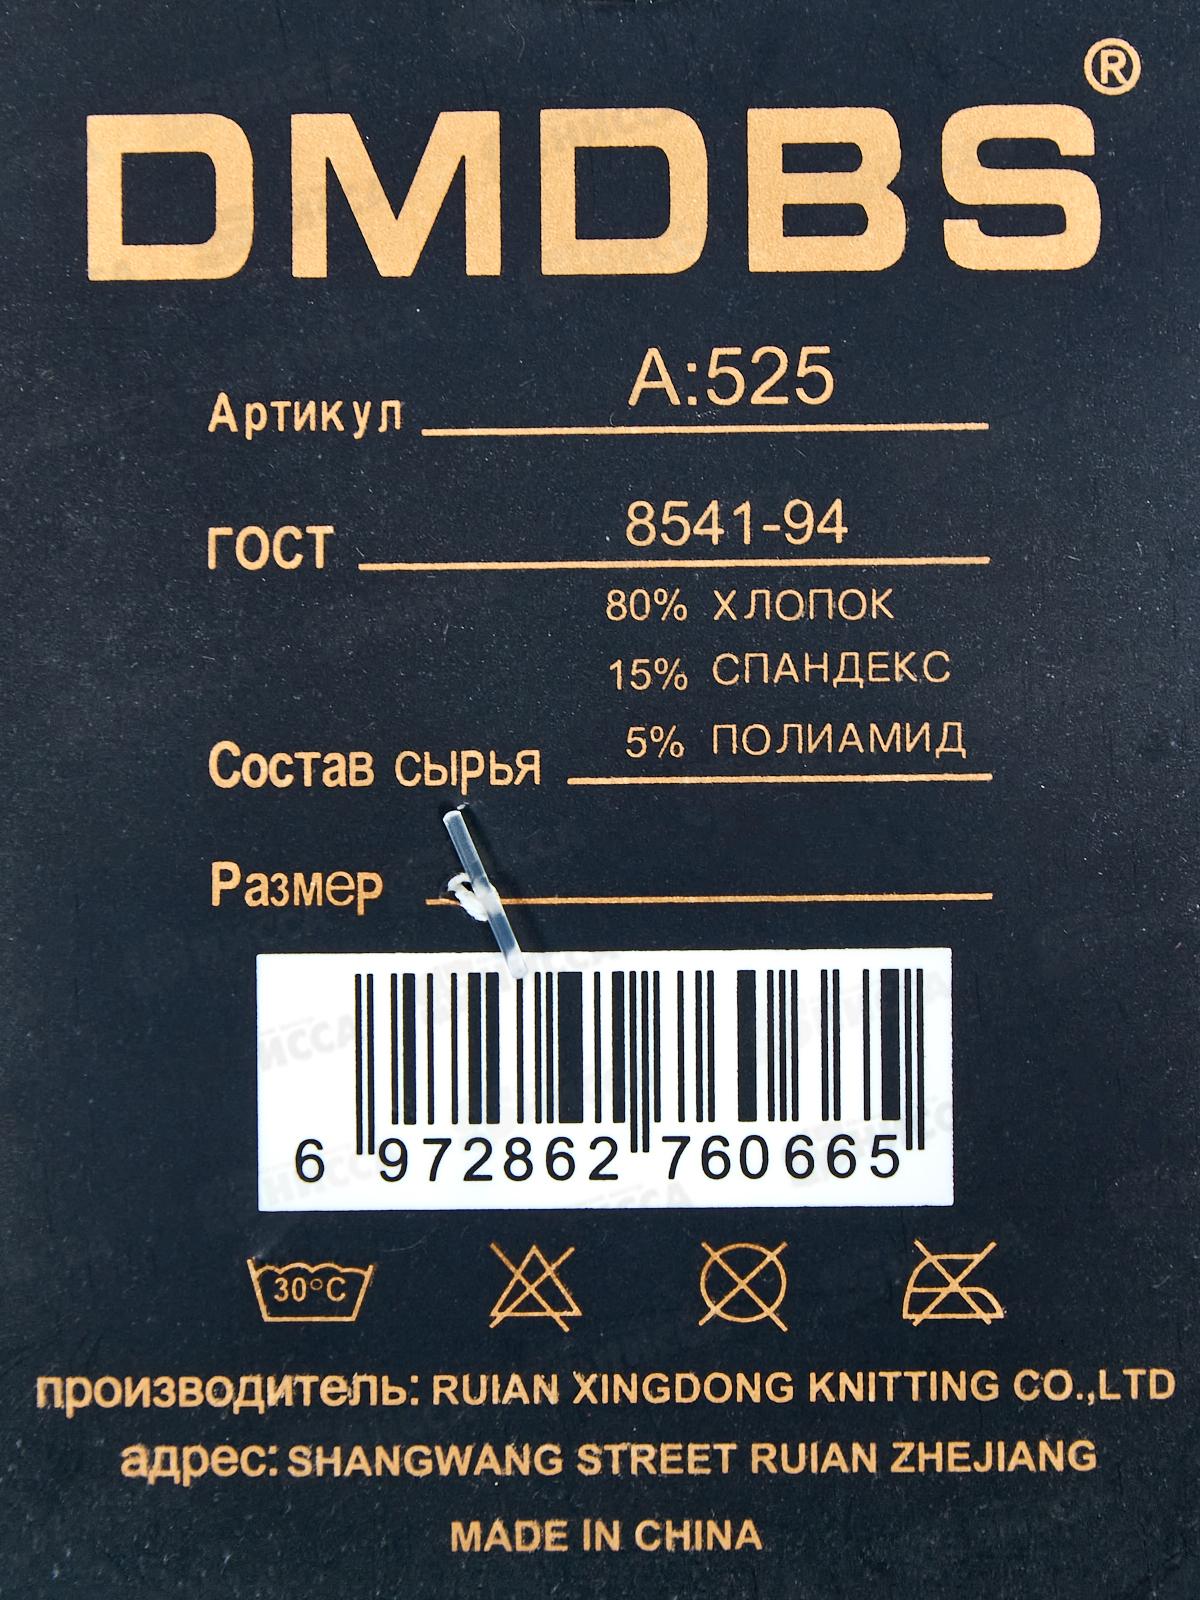 DMDBS®
Артикул A:525
ГОСТ 8541-94
80% ХЛОПОК
15% СПАНДЕКС
5% ПОЛИАМИД
Состав сырья
Размер
6 972862 760665
30°C
производитель: RUIAN XINGDONG KNITTING CO.,LTD
адрес: SHANGWANG STREET RUIAN ZHEJIANG
MADE IN CHINA